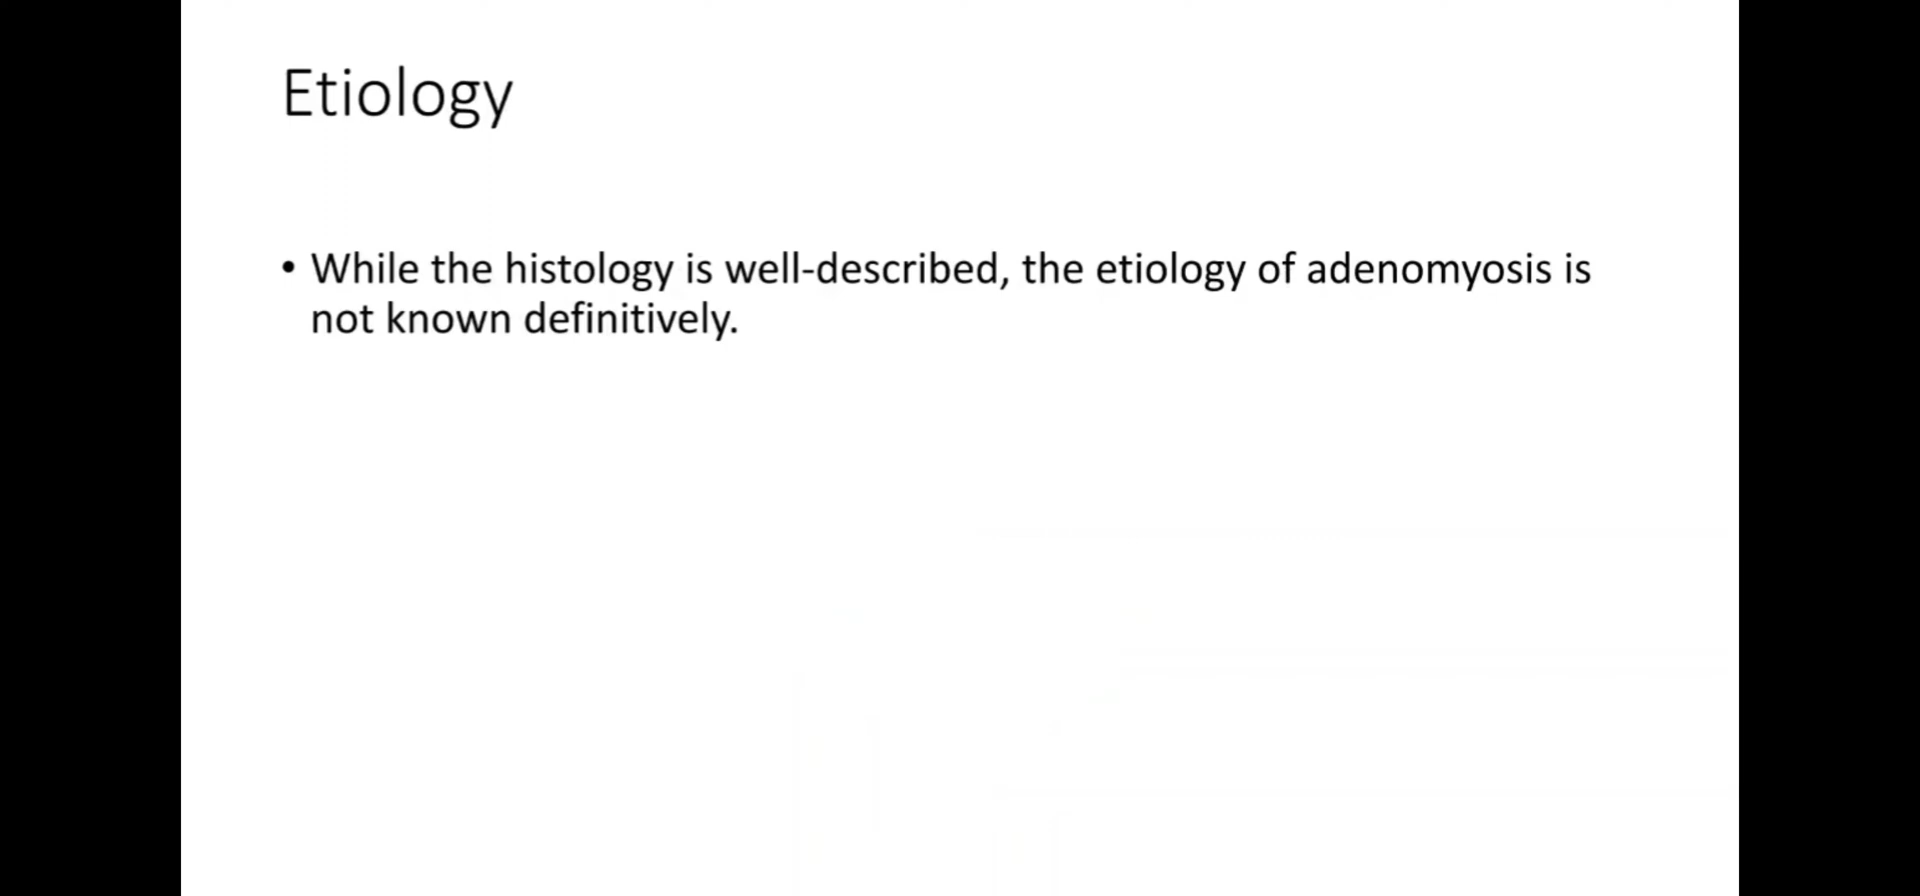 Etiology
• While the histology is well-described, the etiology of adenomyosis is
not known definitively.